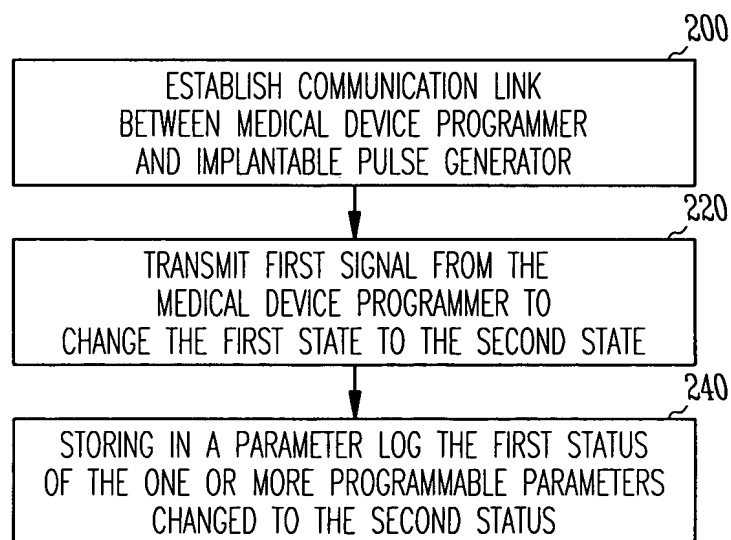 200
ESTABLISH COMMUNICATION LINK
BETWEEN MEDICAL DEVICE PROGRAMMER
AND IMPLANTABLE PULSE GENERATOR
220
TRANSMIT FIRST SIGNAL FROM THE
MEDICAL DEVICE PROGRAMMER TO
CHANGE THE FIRST STATE TO THE SECOND STATE
240
STORING IN A PARAMETER LOG THE FIRST STATUS
OF THE ONE OR MORE PROGRAMMABLE PARAMETERS
CHANGED TO THE SECOND STATUS